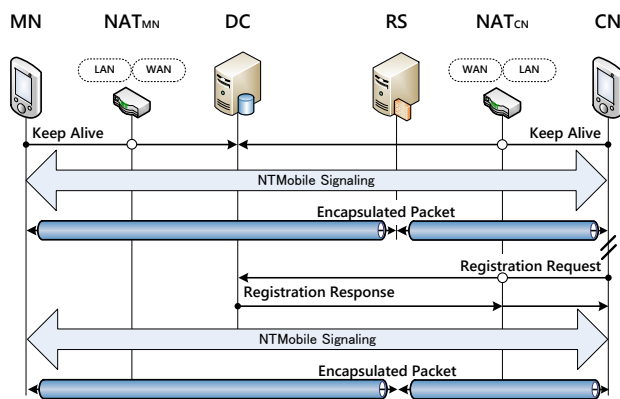 MN NATMN DC RS NATCN CN
LAN WAN WAN LAN
Keep Alive Keep Alive
NTMobile Signaling
Encapsulated Packet
Registration Request
Registration Response
NTMobile Signaling
Encapsulated Packet